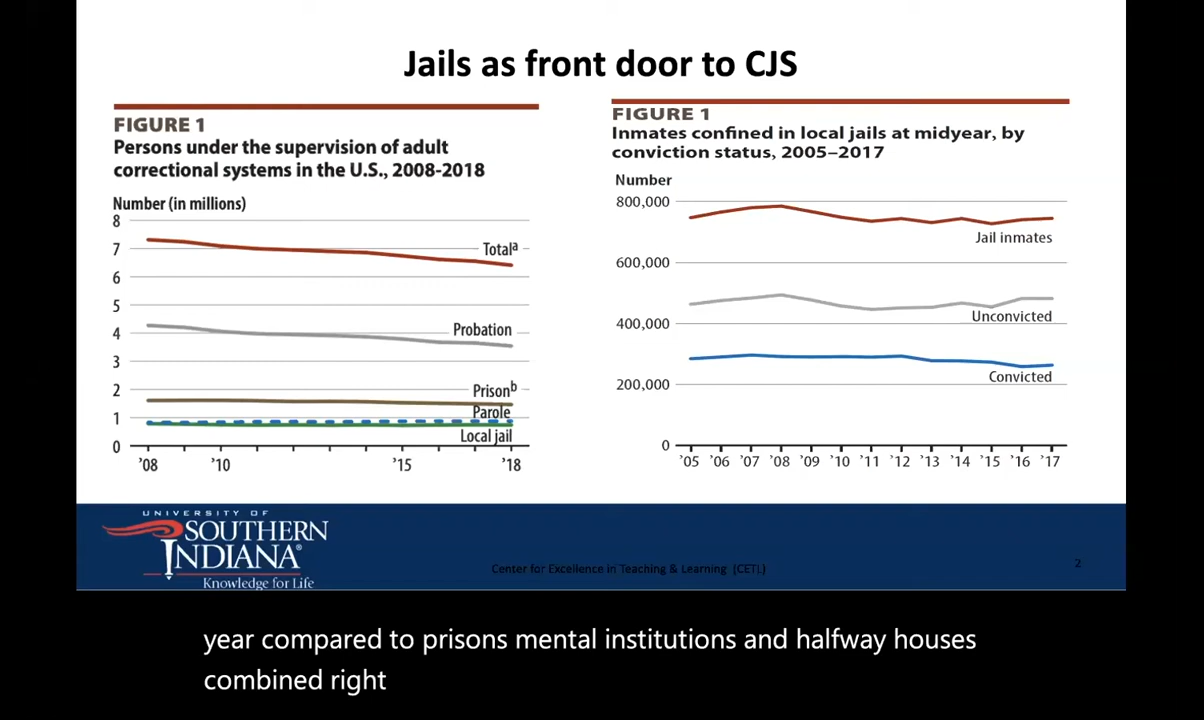 Jails as front door to CJS
FIGURE 1
Persons under the supervision of adult
correctional systems in the U.S., 2008-2018
Number (in millions)
8
7
6
5
4
3
2
1
0
Totalᵃ
Probation
Prisonᵇ
Parole
Local jail
'08 '10 '15 '18
FIGURE 1
Inmates confined in local jails at midyear, by
conviction status, 2005–2017
Number
800,000
600,000
400,000
200,000
0
Jail inmates
Unconvicted
Convicted
'05 '06 '07 '08 '09 '10 '11 '12 '13 '14 '15 '16 '17
UNIVERSITY OF
SOUTHERN
INDIANA®
Knowledge for Life
Center for Excellence in Teaching & Learning (CETL)
2
year compared to prisons mental institutions and halfway houses
combined right